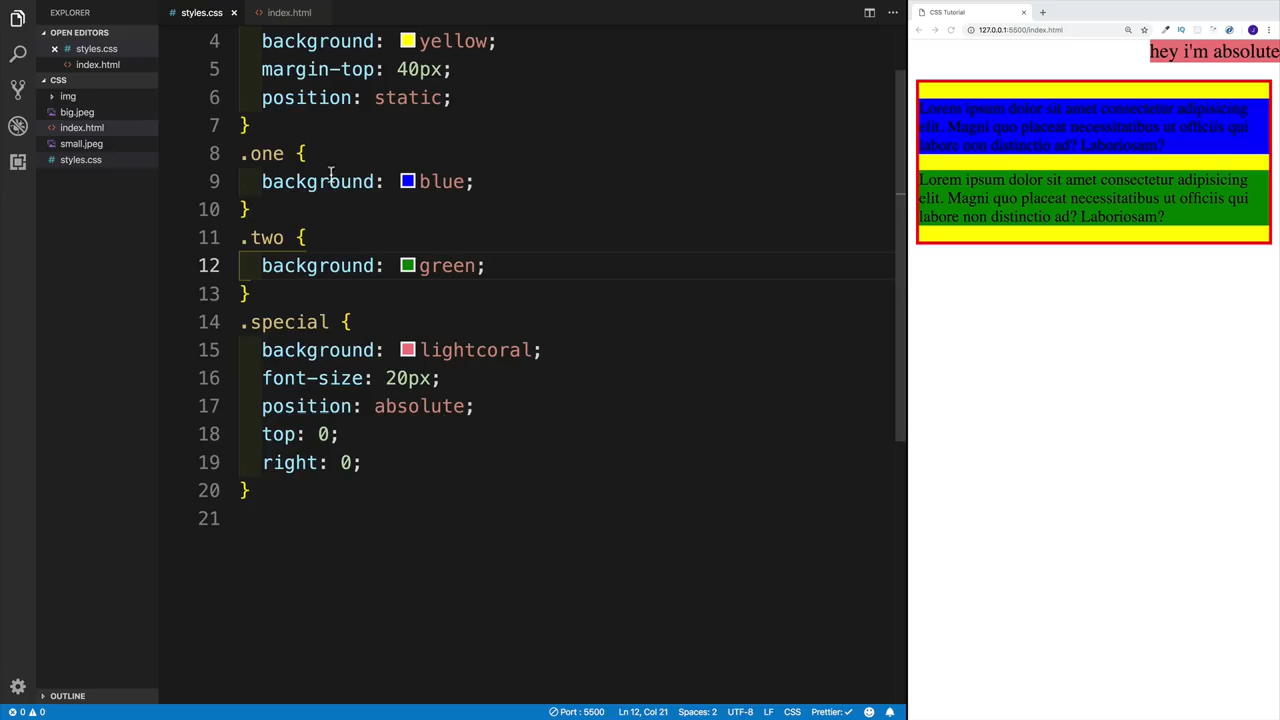 EXPLORER
OPEN EDITORS
styles.css
index.html
CSS
img
big.jpeg
index.html
small.jpeg
styles.css
OUTLINE
styles.css
index.html
4 background: yellow;
5 margin-top: 40px;
6 position: static;
7 }
8 .one {
9 background: blue;
10 }
11 .two {
12 background: green;
13 }
14 .special {
15 background: lightcoral;
16 font-size: 20px;
17 position: absolute;
18 top: 0;
19 right: 0;
20 }
21
0 0
Port : 5500 Ln 12, Col 21 Spaces: 2 UTF-8 LF CSS Prettier: ✓
CSS Tutorial
127.0.0.1:5500/index.html
hey i'm absolute
Lorem ipsum dolor sit amet consectetur adipisicing
elit. Magni quo placeat necessitatibus ut officiis qui
labore non distinctio ad? Laboriosam?
Lorem ipsum dolor sit amet consectetur adipisicing
elit. Magni quo placeat necessitatibus ut officiis qui
labore non distinctio ad? Laboriosam?